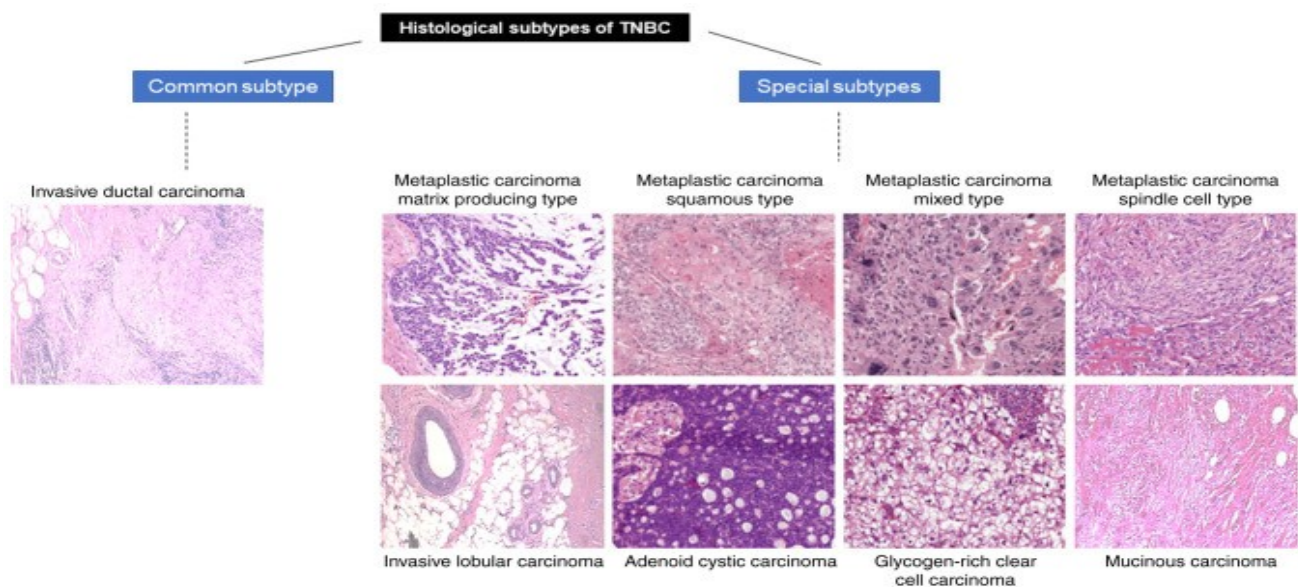 Histological subtypes of TNBC
Common subtype
Special subtypes
Invasive ductal carcinoma
Metaplastic carcinoma
matrix producing type
Metaplastic carcinoma
squamous type
Metaplastic carcinoma
mixed type
Metaplastic carcinoma
spindle cell type
Invasive lobular carcinoma
Adenoid cystic carcinoma
Glycogen-rich clear
cell carcinoma
Mucinous carcinoma